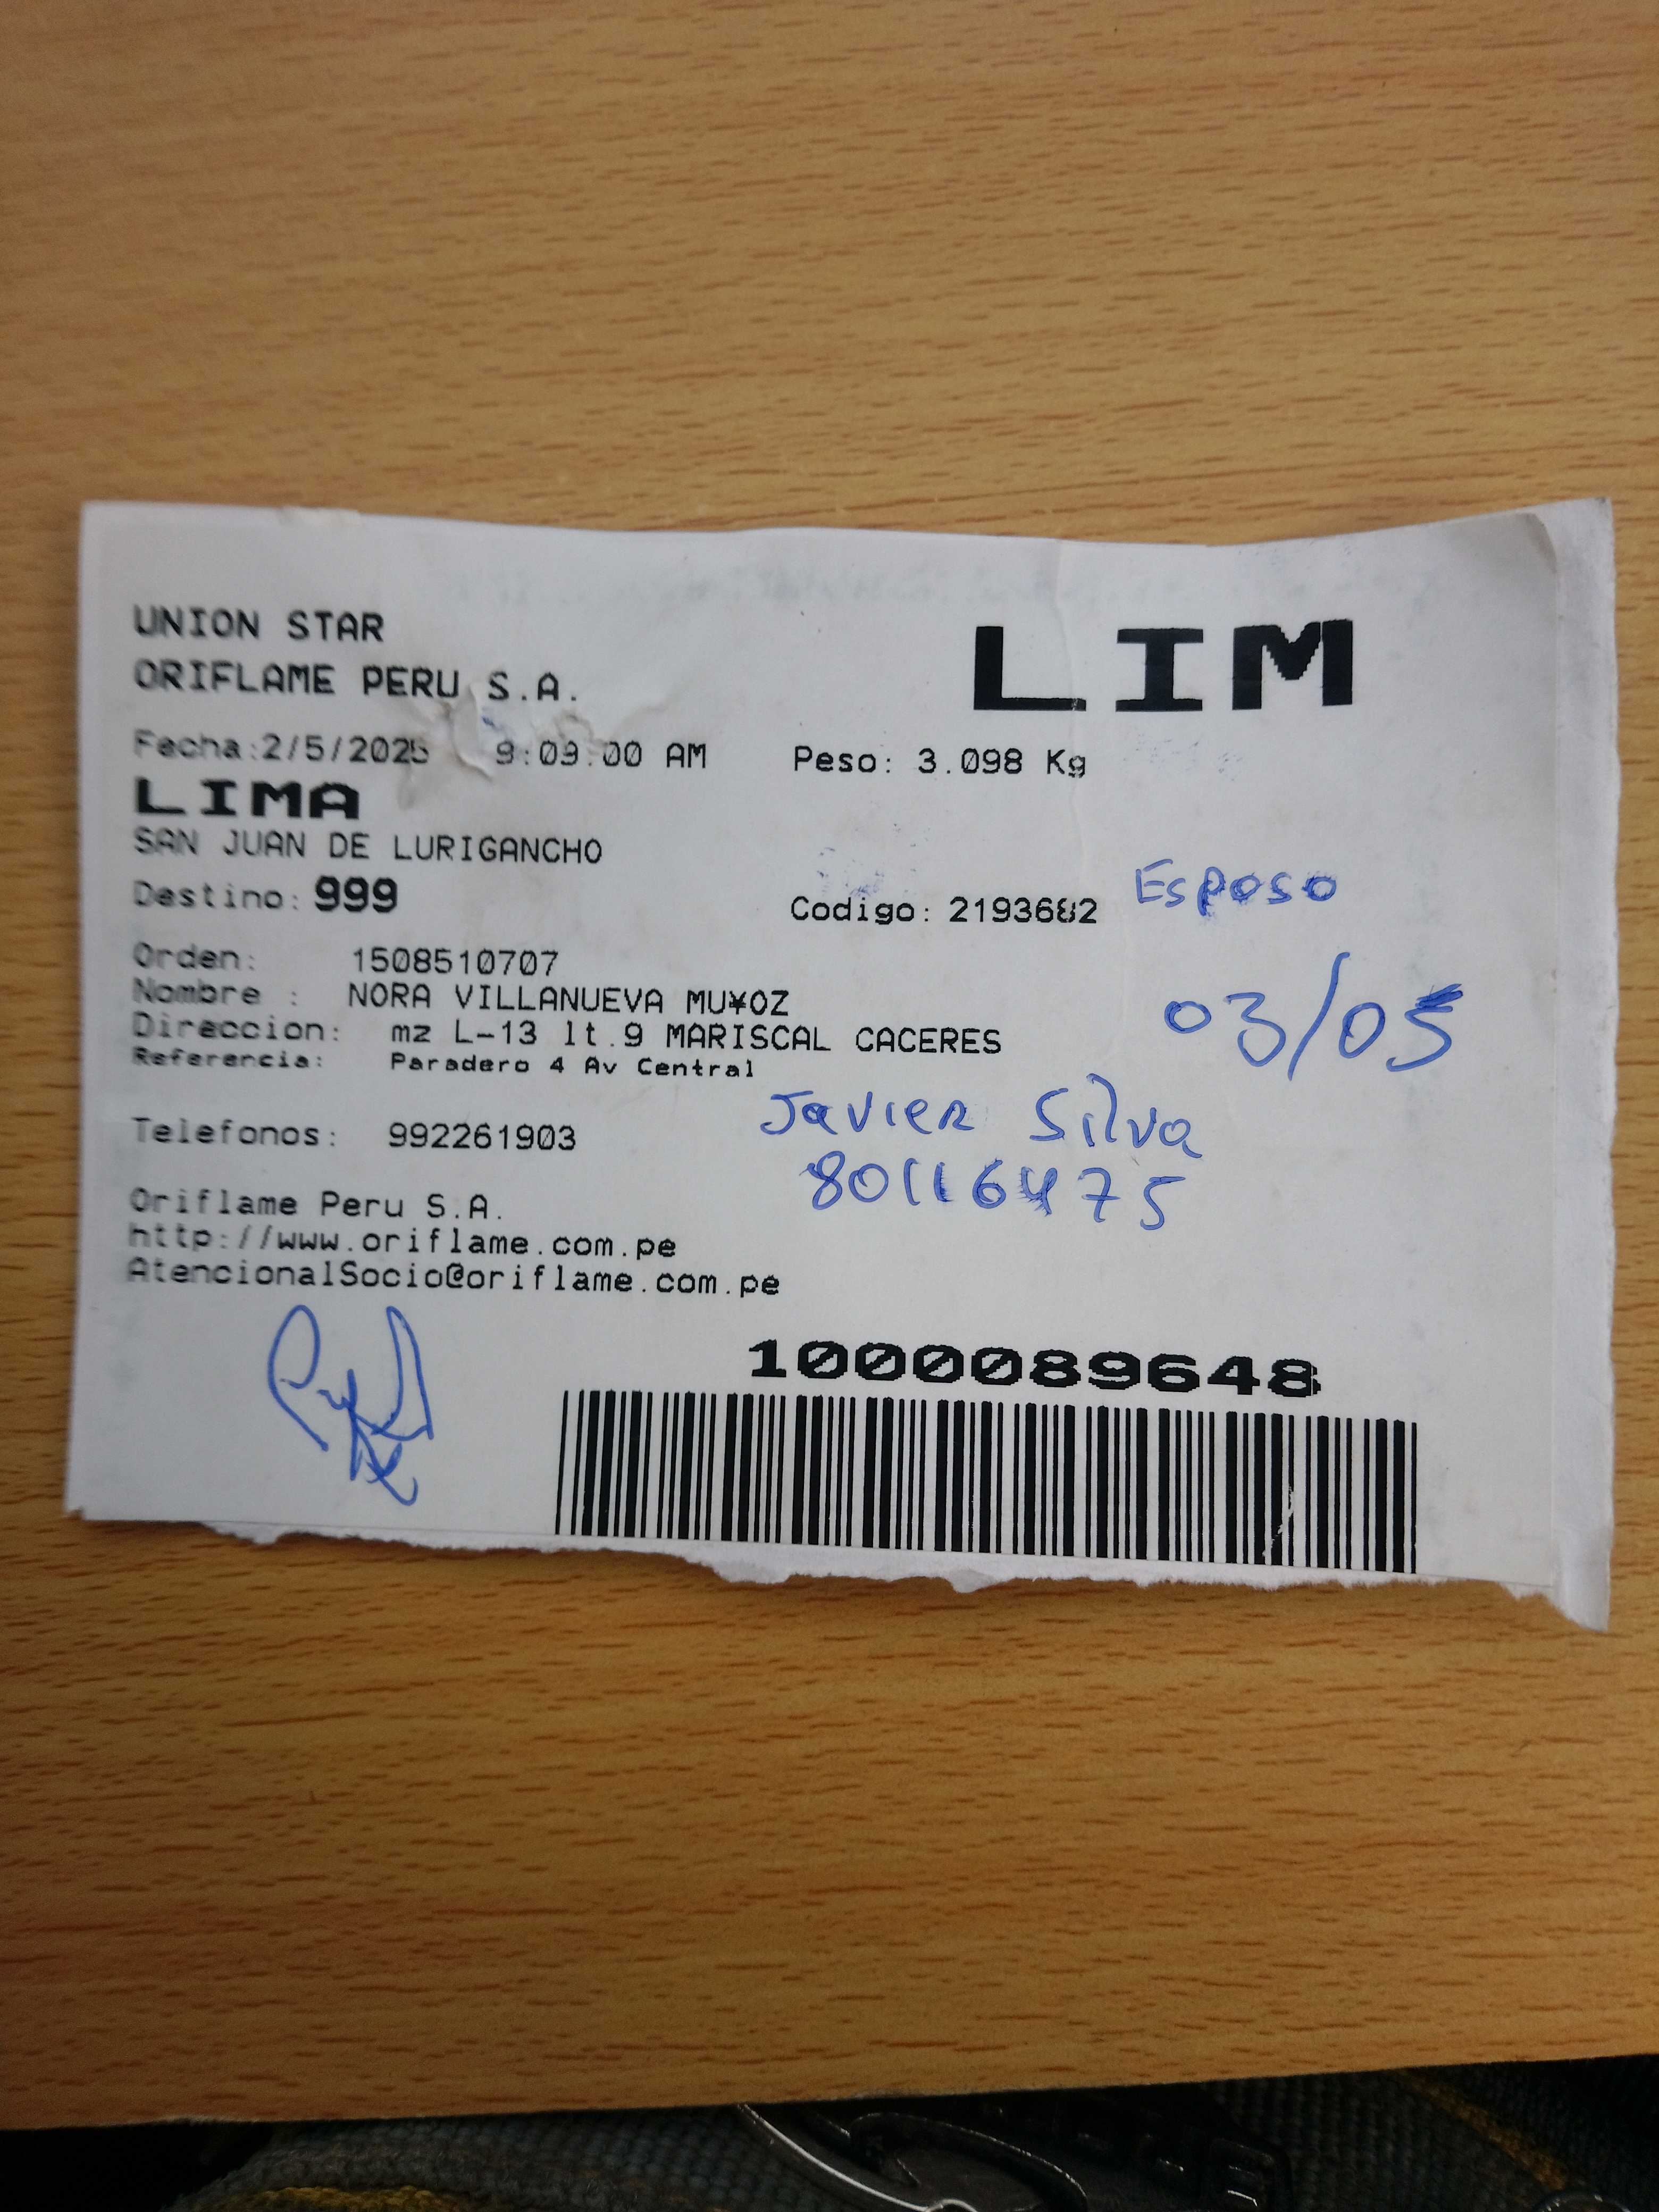 UNION STAR
ORIFLAME PERU S.A.
LIM
Fecha:2/5/2025 9:09:00 AM
Peso: 3.098 Kg
LIMA
SAN JUAN DE LURIGANCHO
Destino: 999
Codigo: 2193682
Esposo
Orden: 1508510707
Nombre : NORA VILLANUEVA MU¥OZ
03/05
Direccion: mz L-13 lt.9 MARISCAL CACERES
Referencia: Paradero 4 Av Central
Javier Silva
Telefonos: 992261903
80116475
Oriflame Peru S.A.
http://www.oriflame.com.pe
AtencionalSocio@oriflame.com.pe
1000089648